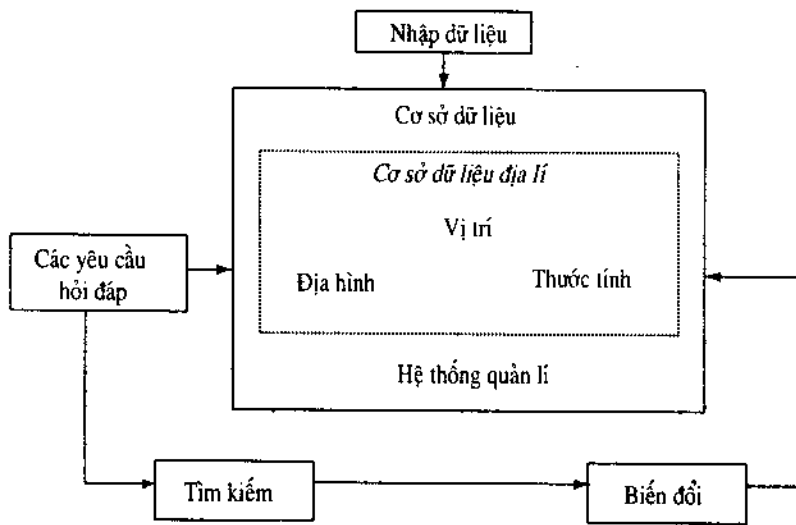 Nhập dữ liệu
Cơ sở dữ liệu
Cơ sở dữ liệu địa lí
Vị trí
Địa hình
Thước tính
Các yêu cầu
hỏi đáp
Hệ thống quản lí
Tìm kiếm
Biến đổi